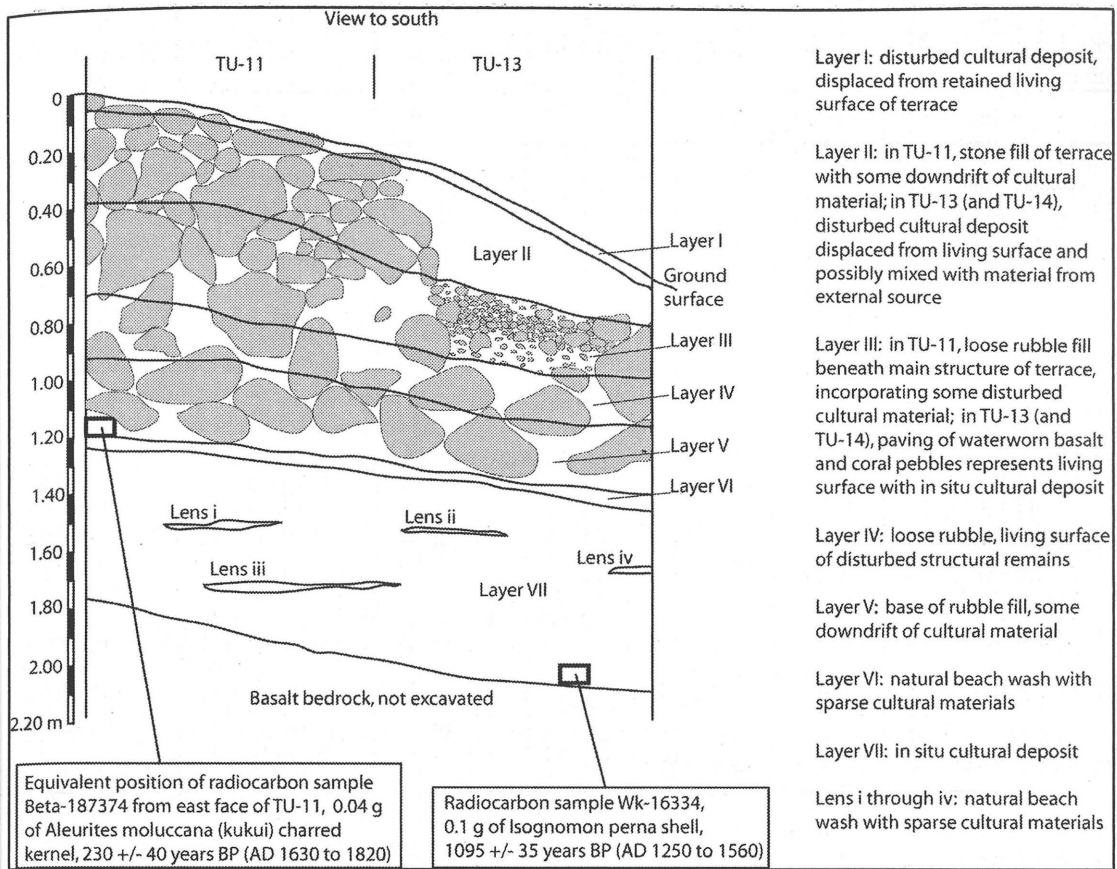 View to south
TU-11
TU-13
0
0.20
0.40
0.60
0.80
1.00
1.20
1.40
1.60
1.80
2.00
2.20 m
Layer I
Layer II
Ground
surface
Layer III
Layer IV
Layer V
Layer VI
Lens i
Lens ii
Lens iii
Lens iv
Layer VII
Basalt bedrock, not excavated
Equivalent position of radiocarbon sample
Beta-187374 from east face of TU-11, 0.04 g
of Aleurites moluccana (kukui) charred
kernel, 230 +/- 40 years BP (AD 1630 to 1820)
Radiocarbon sample Wk-16334,
0.1 g of Isognomon perna shell,
1095 +/- 35 years BP (AD 1250 to 1560)
Layer I: disturbed cultural deposit,
displaced from retained living
surface of terrace
Layer II: in TU-11, stone fill of terrace
with some downdrift of cultural
material; in TU-13 (and TU-14),
disturbed cultural deposit
displaced from living surface and
possibly mixed with material from
external source
Layer III: in TU-11, loose rubble fill
beneath main structure of terrace,
incorporating some disturbed
cultural material; in TU-13 (and
TU-14), paving of waterworn basalt
and coral pebbles represents living
surface with in situ cultural deposit
Layer IV: loose rubble, living surface
of disturbed structural remains
Layer V: base of rubble fill, some
downdrift of cultural material
Layer VI: natural beach wash with
sparse cultural materials
Layer VII: in situ cultural deposit
Lens i through iv: natural beach
wash with sparse cultural materials